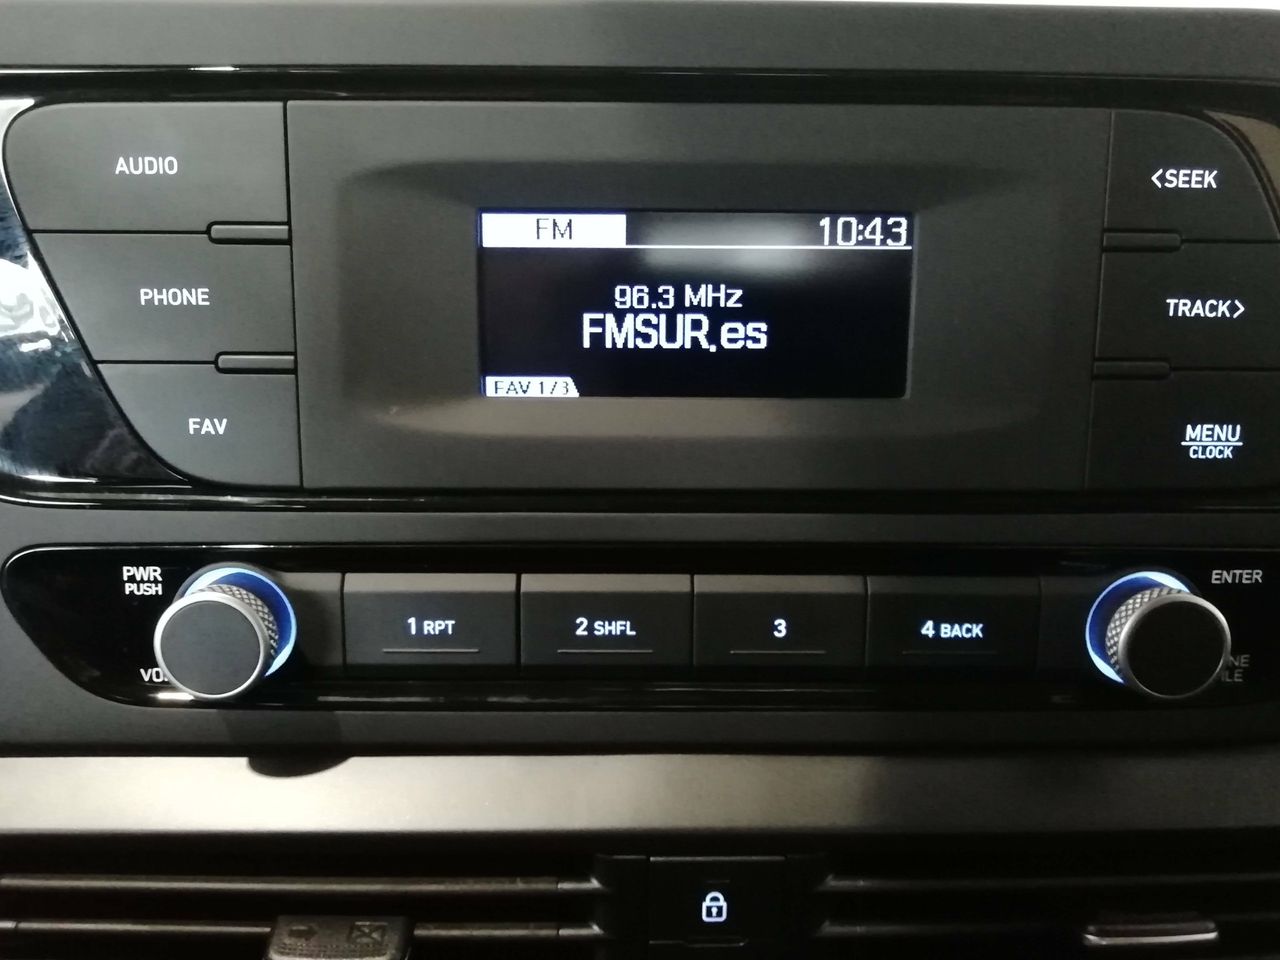 AUDIO
PHONE
FAV
FM 10:43
96.3 MHz
FMSUR.es
FAV 1/3
<SEEK
TRACK>
MENU
CLOCK
PWR
PUSH
1 RPT
2 SHFL
3
4 BACK
ENTER